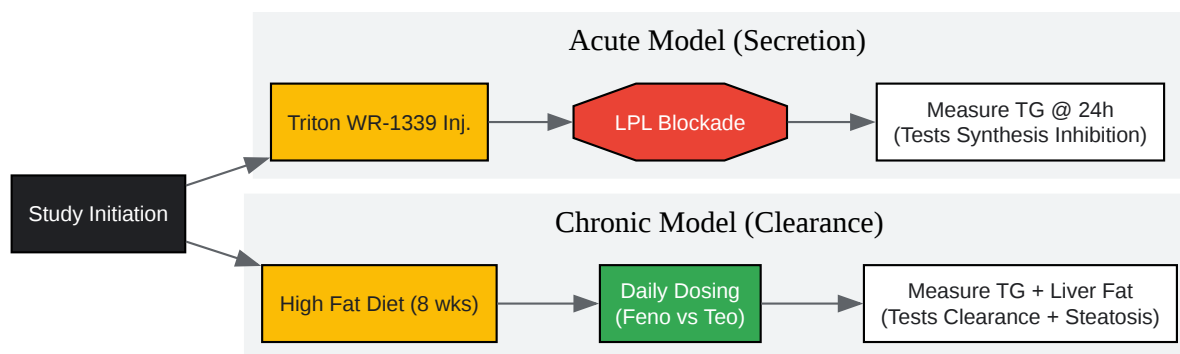 Acute Model (Secretion)
Triton WR-1339 Inj.
LPL Blockade
Measure TG @ 24h
(Tests Synthesis Inhibition)
Study Initiation
Chronic Model (Clearance)
High Fat Diet (8 wks)
Daily Dosing
(Feno vs Teo)
Measure TG + Liver Fat
(Tests Clearance + Steatosis)